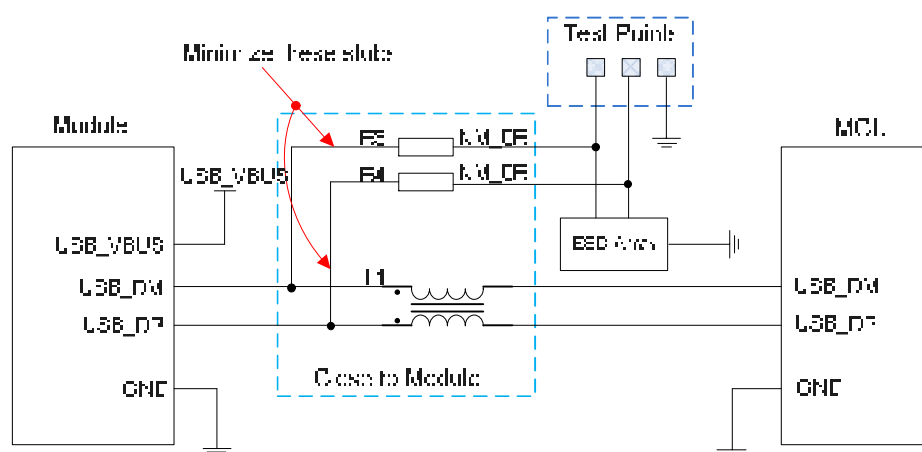 Minimize these stubs
Test Points
Module
MCU
R3
NM_0R
USB_VBUS
R4
NM_0R
ESD Array
USB_VBUS
USB_DM
L1
USB_DM
USB_DP
USB_DP
GND
Close to Module
GND